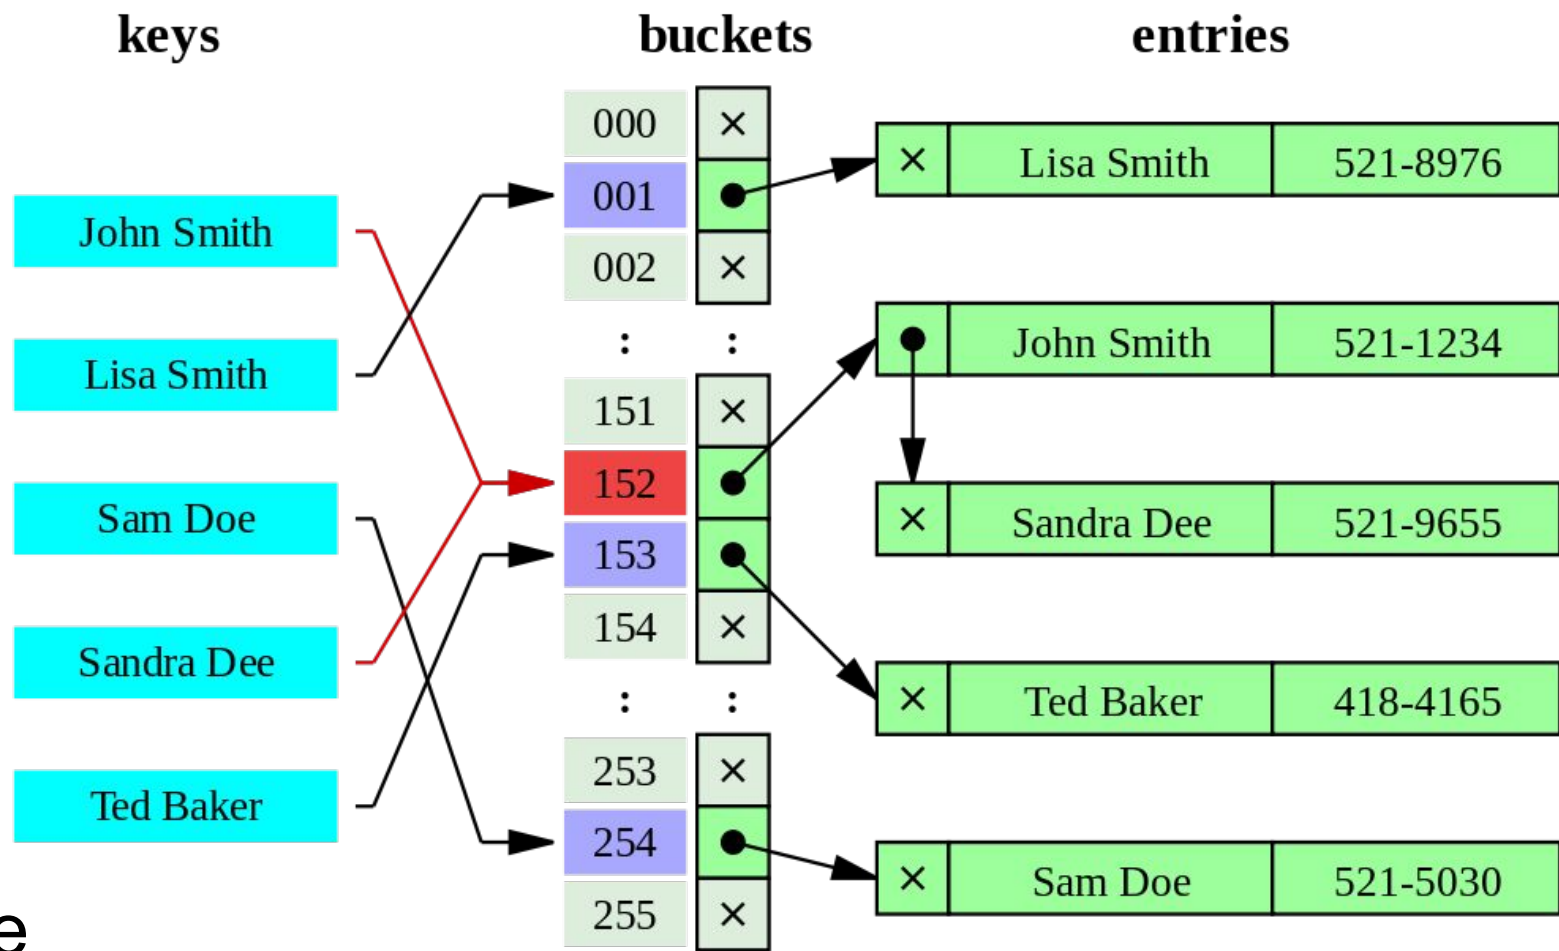 keys buckets entries
000 ×
× Lisa Smith 521-8976
001
John Smith
002 ×
: :
× John Smith 521-1234
Lisa Smith
151 ×
152
Sam Doe
× Sandra Dee 521-9655
153
154 ×
Sandra Dee
: :
× Ted Baker 418-4165
253 ×
Ted Baker
254
× Sam Doe 521-5030
255 ×
e